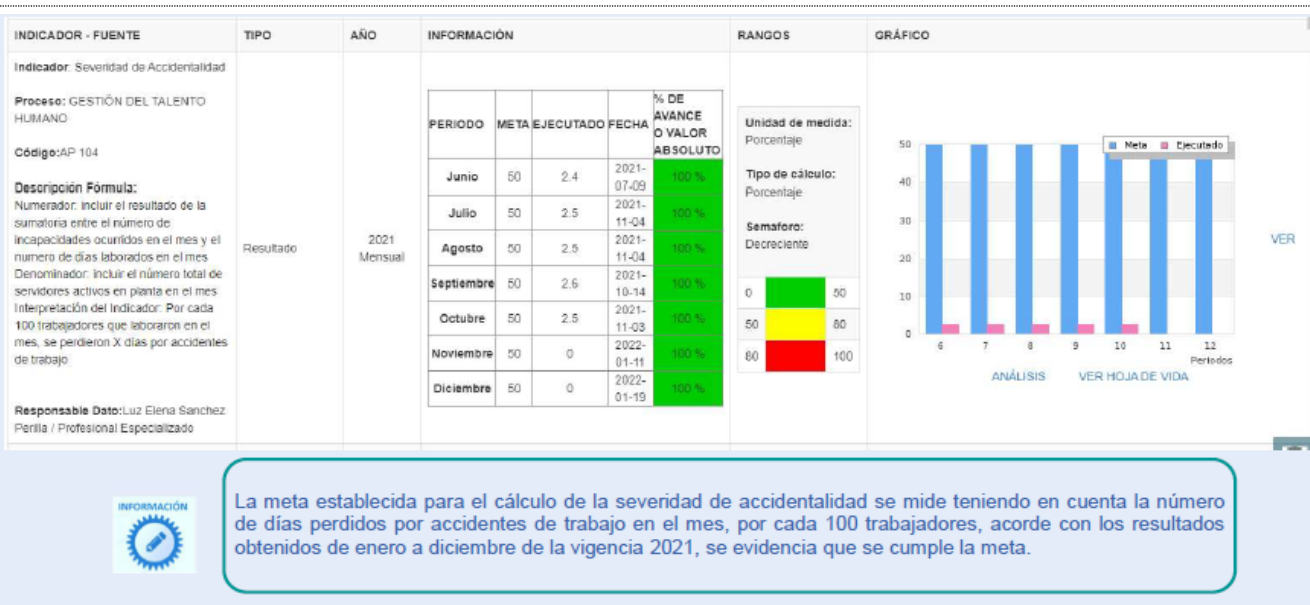 INDICADOR - FUENTE TIPO AÑO INFORMACIÓN RANGOS GRÁFICO
Indicador: Severidad de Accidentalidad
Proceso: GESTIÓN DEL TALENTO
HUMANO
Código:AP 104
Descripción Fórmula:
Numerador: incluir el resultado de la
sumatoria entre el número de
incapacidades ocurridos en el mes y el
numero de días laborados en el mes
Denominador: incluir el número total de
servidores activos en planta en el mes
Interpretación del Indicador: Por cada
100 trabajadores que laboraron en el
mes, se perdieron X días por accidentes
de trabajo
Responsable Dato:Luz Elena Sanchez
Perilla / Profesional Especializado
Resultado
2021
Mensual
PERIODO META EJECUTADO FECHA % DE
AVANCE
O VALOR
ABSOLUTO
Junio 50 2.4 2021-
07-09 100 %
Julio 50 2.5 2021-
11-04 100 %
Agosto 50 2.5 2021-
11-04 100 %
Septiembre 50 2.6 2021-
10-14 100 %
Octubre 50 2.5 2021-
11-03 100 %
Noviembre 50 0 2022-
01-11 100 %
Diciembre 50 0 2022-
01-19 100 %
Unidad de medida:
Porcentaje
Tipo de cálculo:
Porcentaje
Semaforo:
Decreciente
0 50
50 80
80 100
Meta Ejecutado
50
40
30
20
10
0
6 7 8 9 10 11 12
Periodos
ANÁLISIS VER HOJA DE VIDA
VER
INFORMACIÓN
La meta establecida para el cálculo de la severidad de accidentalidad se mide teniendo en cuenta la número
de días perdidos por accidentes de trabajo en el mes, por cada 100 trabajadores, acorde con los resultados
obtenidos de enero a diciembre de la vigencia 2021, se evidencia que se cumple la meta.